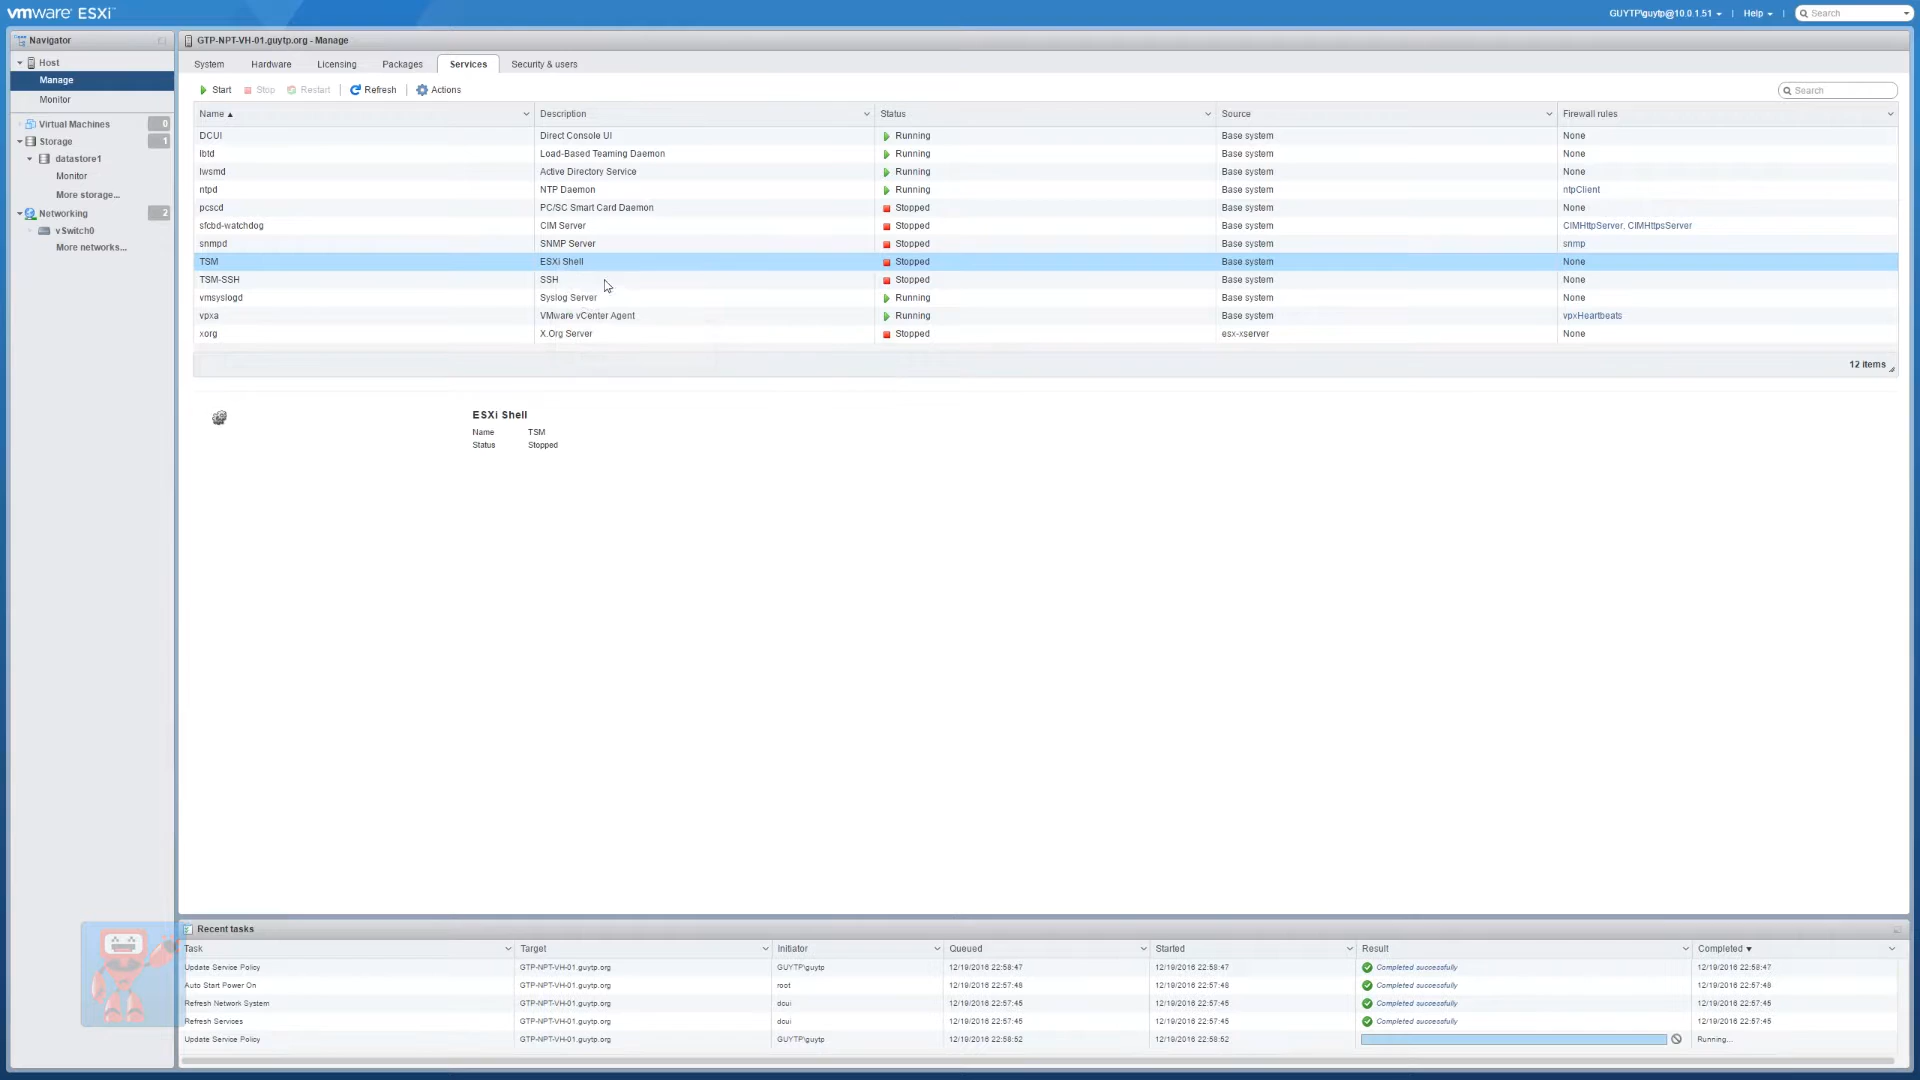 vmware ESXi™
GUYTP\guytp@10.0.1.51 | Help | Search
Navigator
Host
Manage
Monitor
Virtual Machines 0
Storage 1
datastore1
Monitor
More storage...
Networking 2
vSwitch0
More networks...
GTP-NPT-VH-01.guytp.org - Manage
System Hardware Licensing Packages Services Security & users
Start Stop Restart | Refresh | Actions Search
Name Description Status Source Firewall rules
DCUI Direct Console UI Running Base system None
lbtd Load-Based Teaming Daemon Running Base system None
lwsmd Active Directory Service Running Base system None
ntpd NTP Daemon Running Base system ntpClient
pcscd PC/SC Smart Card Daemon Stopped Base system None
sfcbd-watchdog CIM Server Stopped Base system CIMHttpServer, CIMHttpsServer
snmpd SNMP Server Stopped Base system snmp
TSM ESXi Shell Stopped Base system None
TSM-SSH SSH Stopped Base system None
vmsyslogd Syslog Server Running Base system None
vpxa VMware vCenter Agent Running Base system vpxHeartbeats
xorg X.Org Server Stopped esx-xserver None
12 items
ESXi Shell
Name TSM
Status Stopped
Recent tasks
Task Target Initiator Queued Started Result Completed
Update Service Policy GTP-NPT-VH-01.guytp.org GUYTP\guytp 12/19/2016 22:58:47 12/19/2016 22:58:47 Completed successfully 12/19/2016 22:58:47
Auto Start Power On GTP-NPT-VH-01.guytp.org root 12/19/2016 22:57:48 12/19/2016 22:57:48 Completed successfully 12/19/2016 22:57:48
Refresh Network System GTP-NPT-VH-01.guytp.org dcui 12/19/2016 22:57:45 12/19/2016 22:57:45 Completed successfully 12/19/2016 22:57:45
Refresh Services GTP-NPT-VH-01.guytp.org dcui 12/19/2016 22:57:45 12/19/2016 22:57:45 Completed successfully 12/19/2016 22:57:45
Update Service Policy GTP-NPT-VH-01.guytp.org GUYTP\guytp 12/19/2016 22:58:52 12/19/2016 22:58:52 Running...